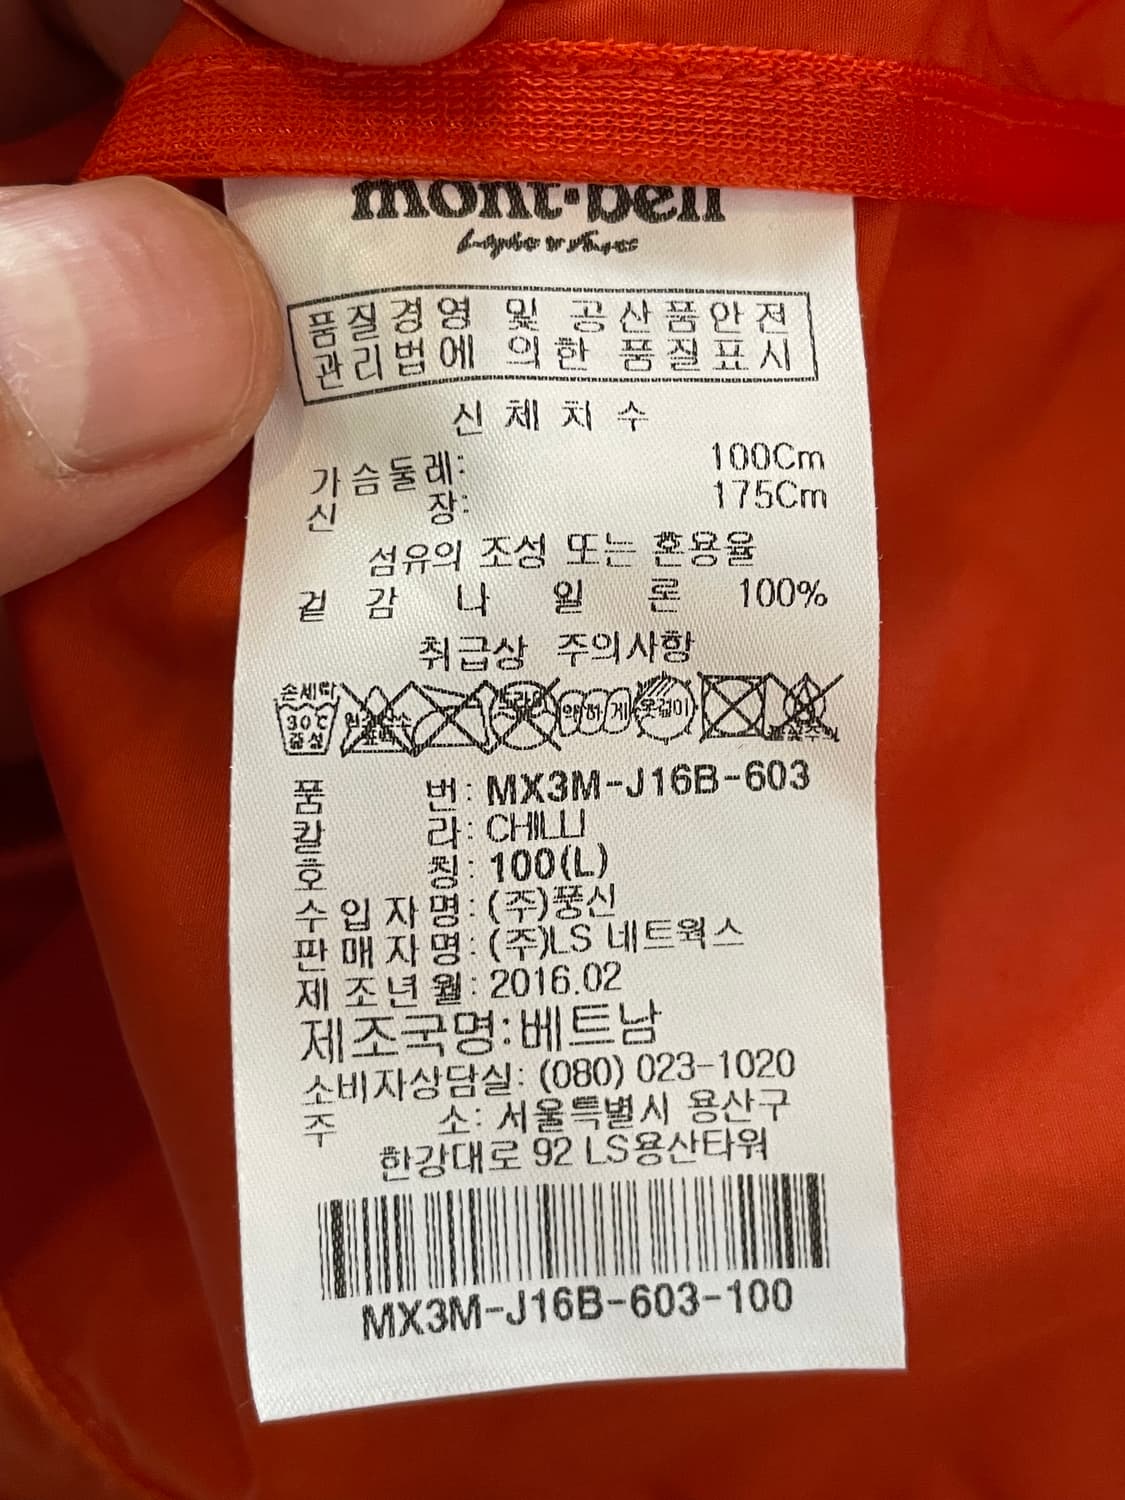 mont-bell
품질경영 및 공산품안전
관리법에 의한 품질표시
신체치수
가슴둘레: 100Cm
신 장: 175Cm
섬유의 조성 또는 혼용율
겉감 나일론 100%
취급상 주의사항
손세탁 30℃ 중성 약하게 옷걸이
품 번: MX3M-J16B-603
칼 라: CHILLI
호 칭: 100(L)
수입자명: (주)풍신
판매자명: (주)LS 네트웍스
제조년월: 2016.02
제조국명: 베트남
소비자상담실: (080) 023-1020
주 소: 서울특별시 용산구
한강대로 92 LS용산타워
MX3M-J16B-603-100